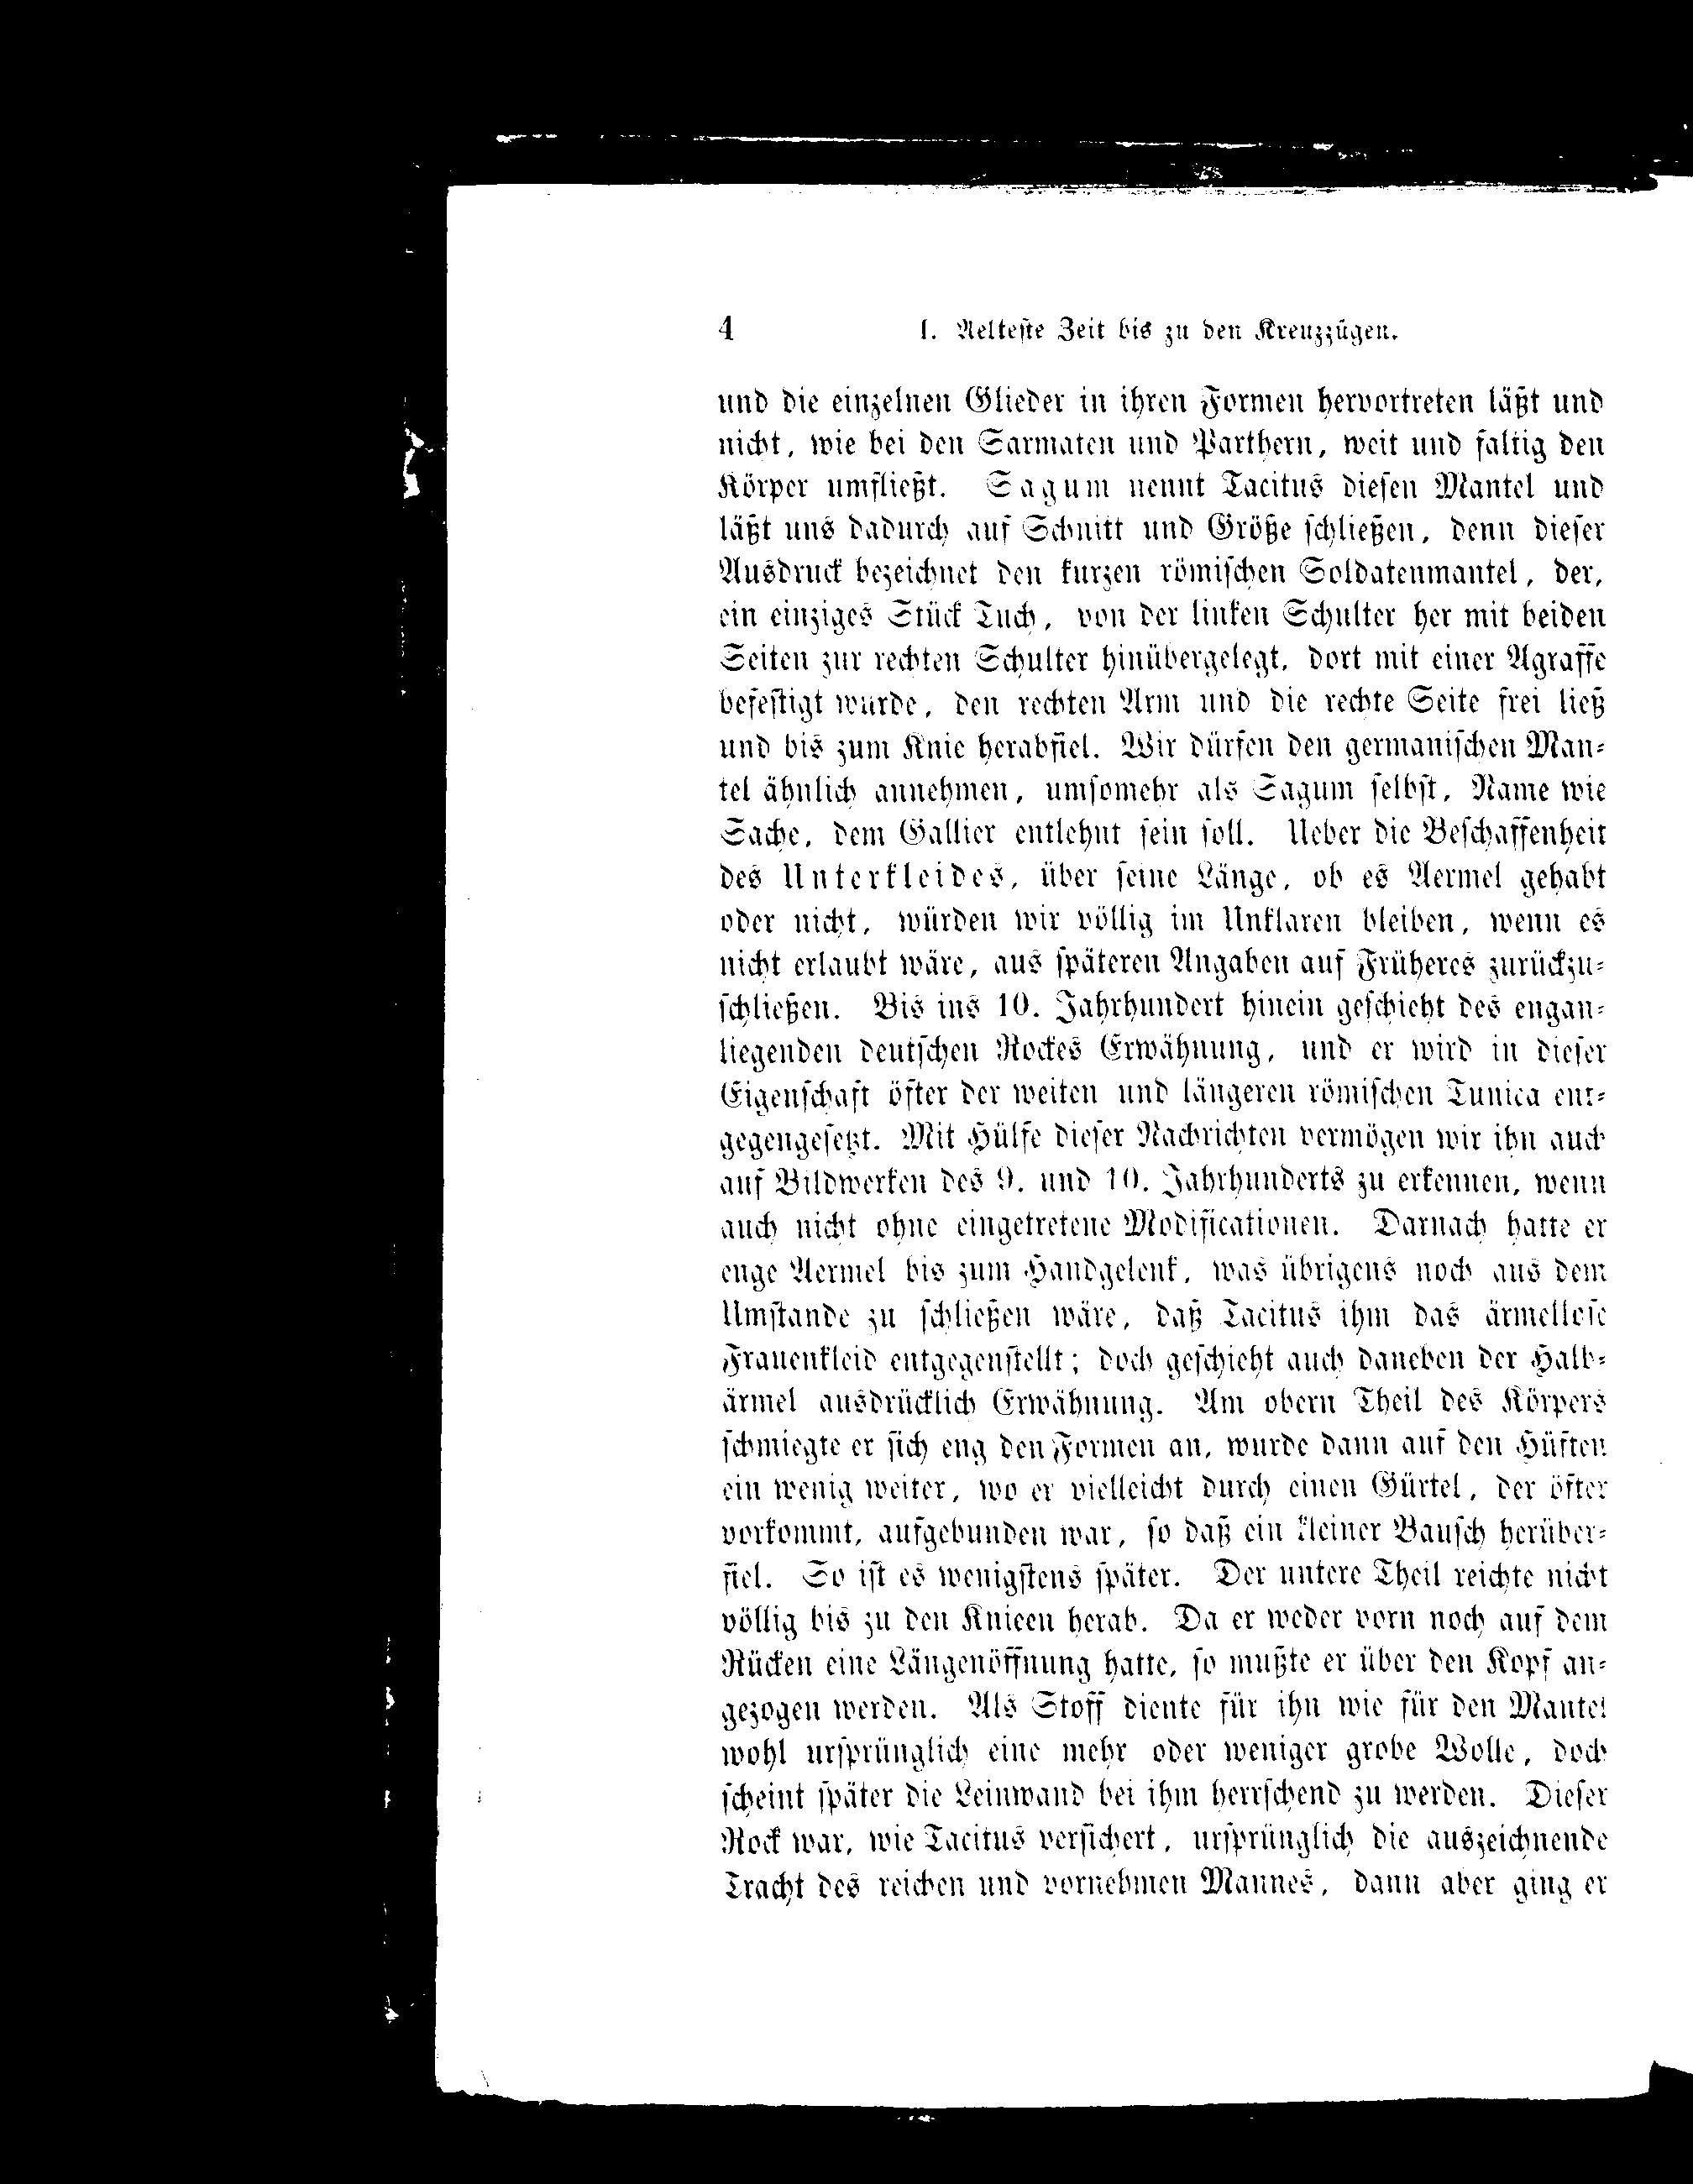 4 I. Aelteste Zeit bis zu den Kreuzzügen.
und die einzelnen Glieder in ihren Formen hervortreten läßt und
nicht, wie bei den Sarmaten und Parthern, weit und faltig den
Körper umfließt. Sagum nennt Tacitus diesen Mantel und
läßt uns dadurch auf Schnitt und Größe schließen, denn dieser
Ausdruck bezeichnet den kurzen römischen Soldatenmantel, der,
ein einziges Stück Tuch, von der linken Schulter her mit beiden
Seiten zur rechten Schulter hinübergelegt, dort mit einer Agraffe
befestigt wurde, den rechten Arm und die rechte Seite frei ließ
und bis zum Knie herabfiel. Wir dürfen den germanischen Man-
tel ähnlich annehmen, umsomehr als Sagum selbst, Name wie
Sache, dem Gallier entlehnt sein soll. Ueber die Beschaffenheit
des Unterkleides, über seine Länge, ob es Aermel gehabt
oder nicht, würden wir völlig im Unklaren bleiben, wenn es
nicht erlaubt wäre, aus späteren Angaben auf Früheres zurückzu-
schließen. Bis ins 10. Jahrhundert hinein geschieht des engan-
liegenden deutschen Rockes Erwähnung, und er wird in dieser
Eigenschaft öfter der weiten und längeren römischen Tunica ent-
gegengesetzt. Mit Hülfe dieser Nachrichten vermögen wir ihn auch
auf Bildwerken des 9. und 10. Jahrhunderts zu erkennen, wenn
auch nicht ohne eingetretene Modificationen. Darnach hatte er
enge Aermel bis zum Handgelenk, was übrigens noch aus dem
Umstande zu schließen wäre, daß Tacitus ihm das ärmellose
Frauenkleid entgegenstellt; doch geschieht auch daneben der Halb-
ärmel ausdrücklich Erwähnung. Am obern Theil des Körpers
schmiegte er sich eng den Formen an, wurde dann auf den Hüften
ein wenig weiter, wo er vielleicht durch einen Gürtel, der öfter
vorkommt, aufgebunden war, so daß ein kleiner Bausch herüber-
fiel. So ist es wenigstens später. Der untere Theil reichte nicht
völlig bis zu den Knieen herab. Da er weder vorn noch auf dem
Rücken eine Längenöffnung hatte, so mußte er über den Kopf an-
gezogen werden. Als Stoff diente für ihn wie für den Mantel
wohl ursprünglich eine mehr oder weniger grobe Wolle, doch
scheint später die Leinwand bei ihm herrschend zu werden. Dieser
Rock war, wie Tacitus versichert, ursprünglich die auszeichnende
Tracht des reichen und vornehmen Mannes, dann aber ging er